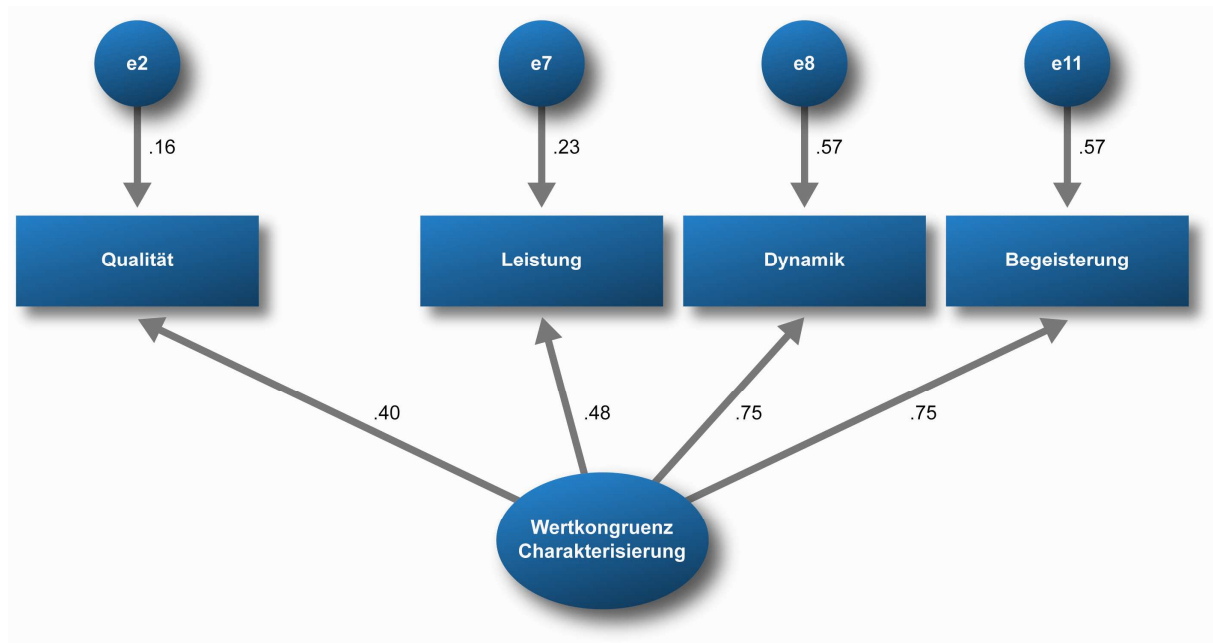 e2
e7
e8
e11
.16
.23
.57
.57
Qualität
Leistung
Dynamik
Begeisterung
.40
.48
.75
.75
Wertkongruenz
Charakterisierung